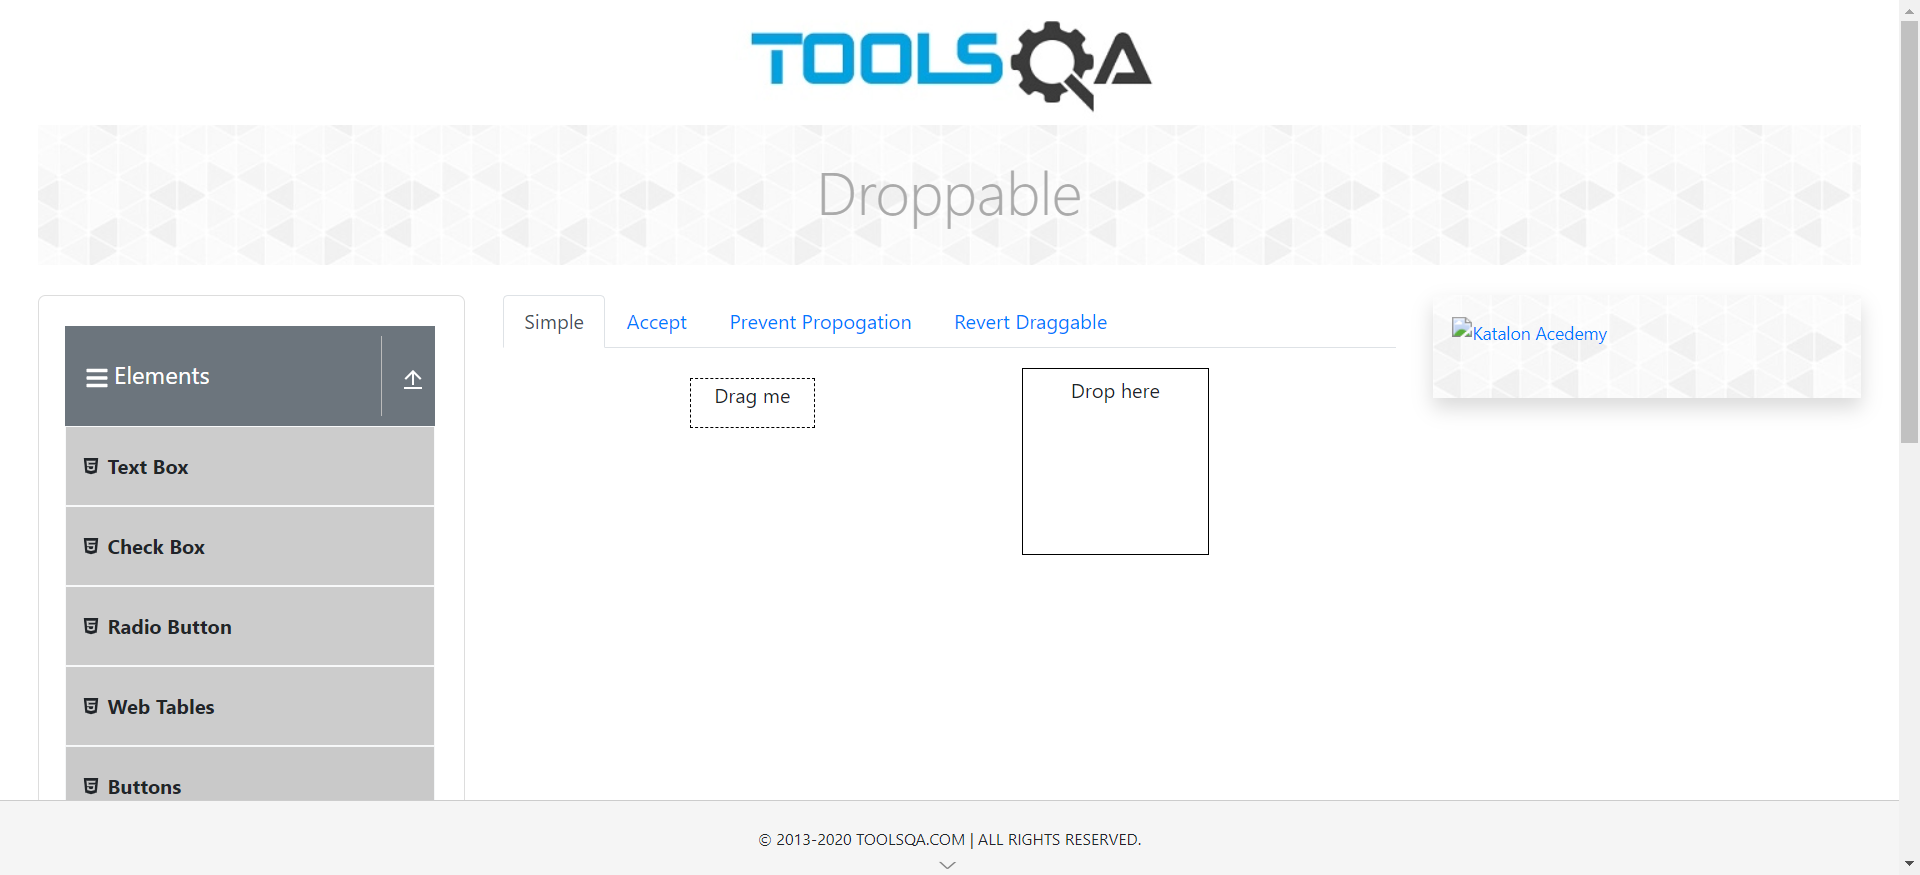 TOOLSQA
Droppable
Elements
Text Box
Check Box
Radio Button
Web Tables
Buttons
Simple Accept Prevent Propogation Revert Draggable
Drag me
Drop here
Katalon Acedemy
© 2013-2020 TOOLSQA.COM | ALL RIGHTS RESERVED.